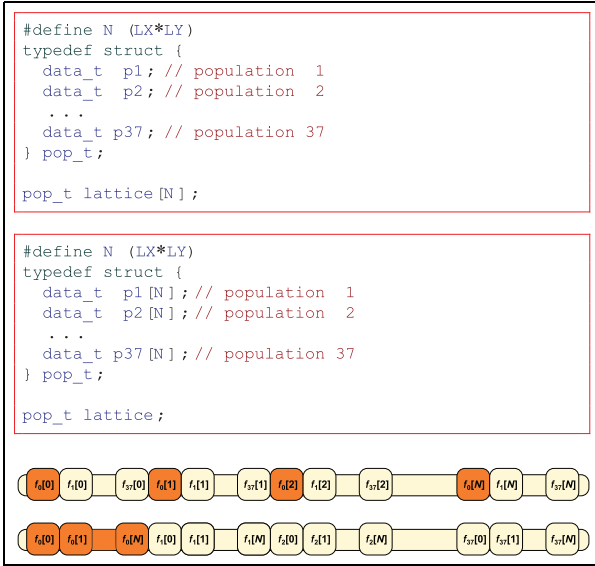 #define N (LX*LY)
typedef struct {
data_t p1; // population 1
data_t p2; // population 2
...
data_t p37; // population 37
} pop_t;
pop_t lattice[N];
#define N (LX*LY)
typedef struct {
data_t p1[N]; // population 1
data_t p2[N]; // population 2
...
data_t p37[N]; // population 37
} pop_t;
pop_t lattice;
f₀[0] f₁[0] f₃₇[0] f₀[1] f₁[1] f₃₇[1] f₀[2] f₁[2] f₃₇[2] f₀[N] f₁[N] f₃₇[N]
f₀[0] f₀[1] f₀[N] f₁[0] f₁[1] f₁[N] f₂[0] f₂[1] f₂[N] f₃₇[0] f₃₇[1] f₃₇[N]